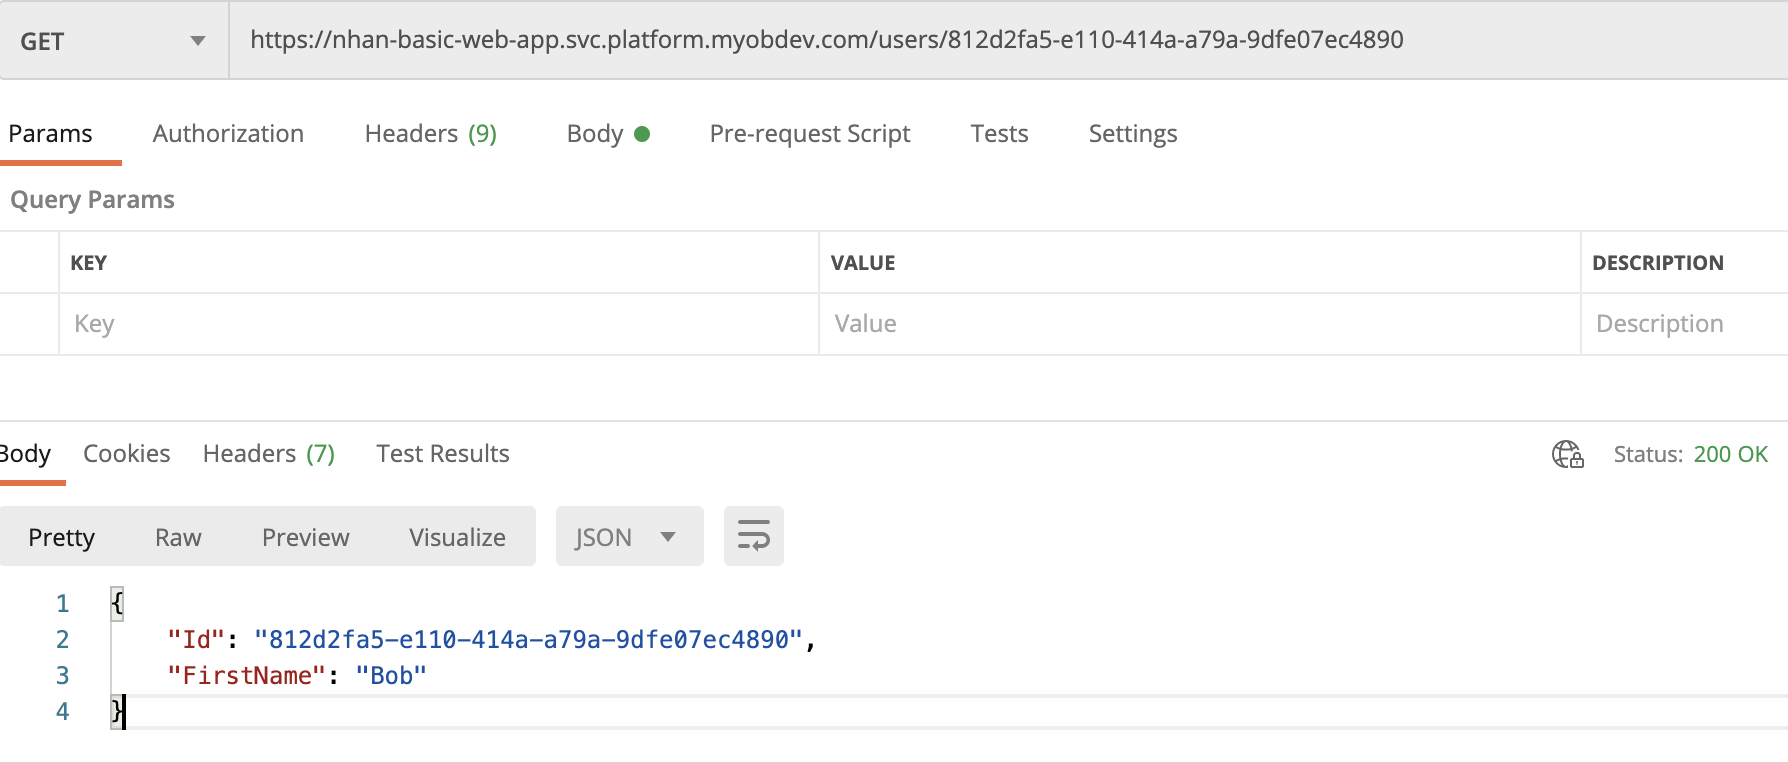 GET https://nhan-basic-web-app.svc.platform.myobdev.com/users/812d2fa5-e110-414a-a79a-9dfe07ec4890
Params Authorization Headers (9) Body Pre-request Script Tests Settings
Query Params
KEY VALUE DESCRIPTION
Key Value Description
Body Cookies Headers (7) Test Results Status: 200 OK
Pretty Raw Preview Visualize JSON
1 {
2 "Id": "812d2fa5-e110-414a-a79a-9dfe07ec4890",
3 "FirstName": "Bob"
4 }